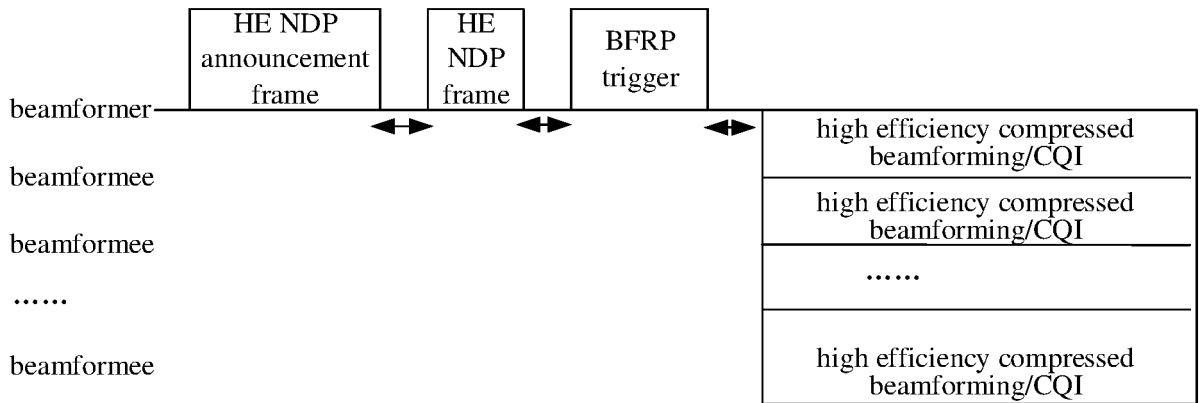 HE NDP
announcement
frame
HE
NDP
frame
BFRP
trigger
beamformer
high efficiency compressed
beamforming/CQI
beamformee
high efficiency compressed
beamforming/CQI
beamformee
......
......
beamformee
high efficiency compressed
beamforming/CQI